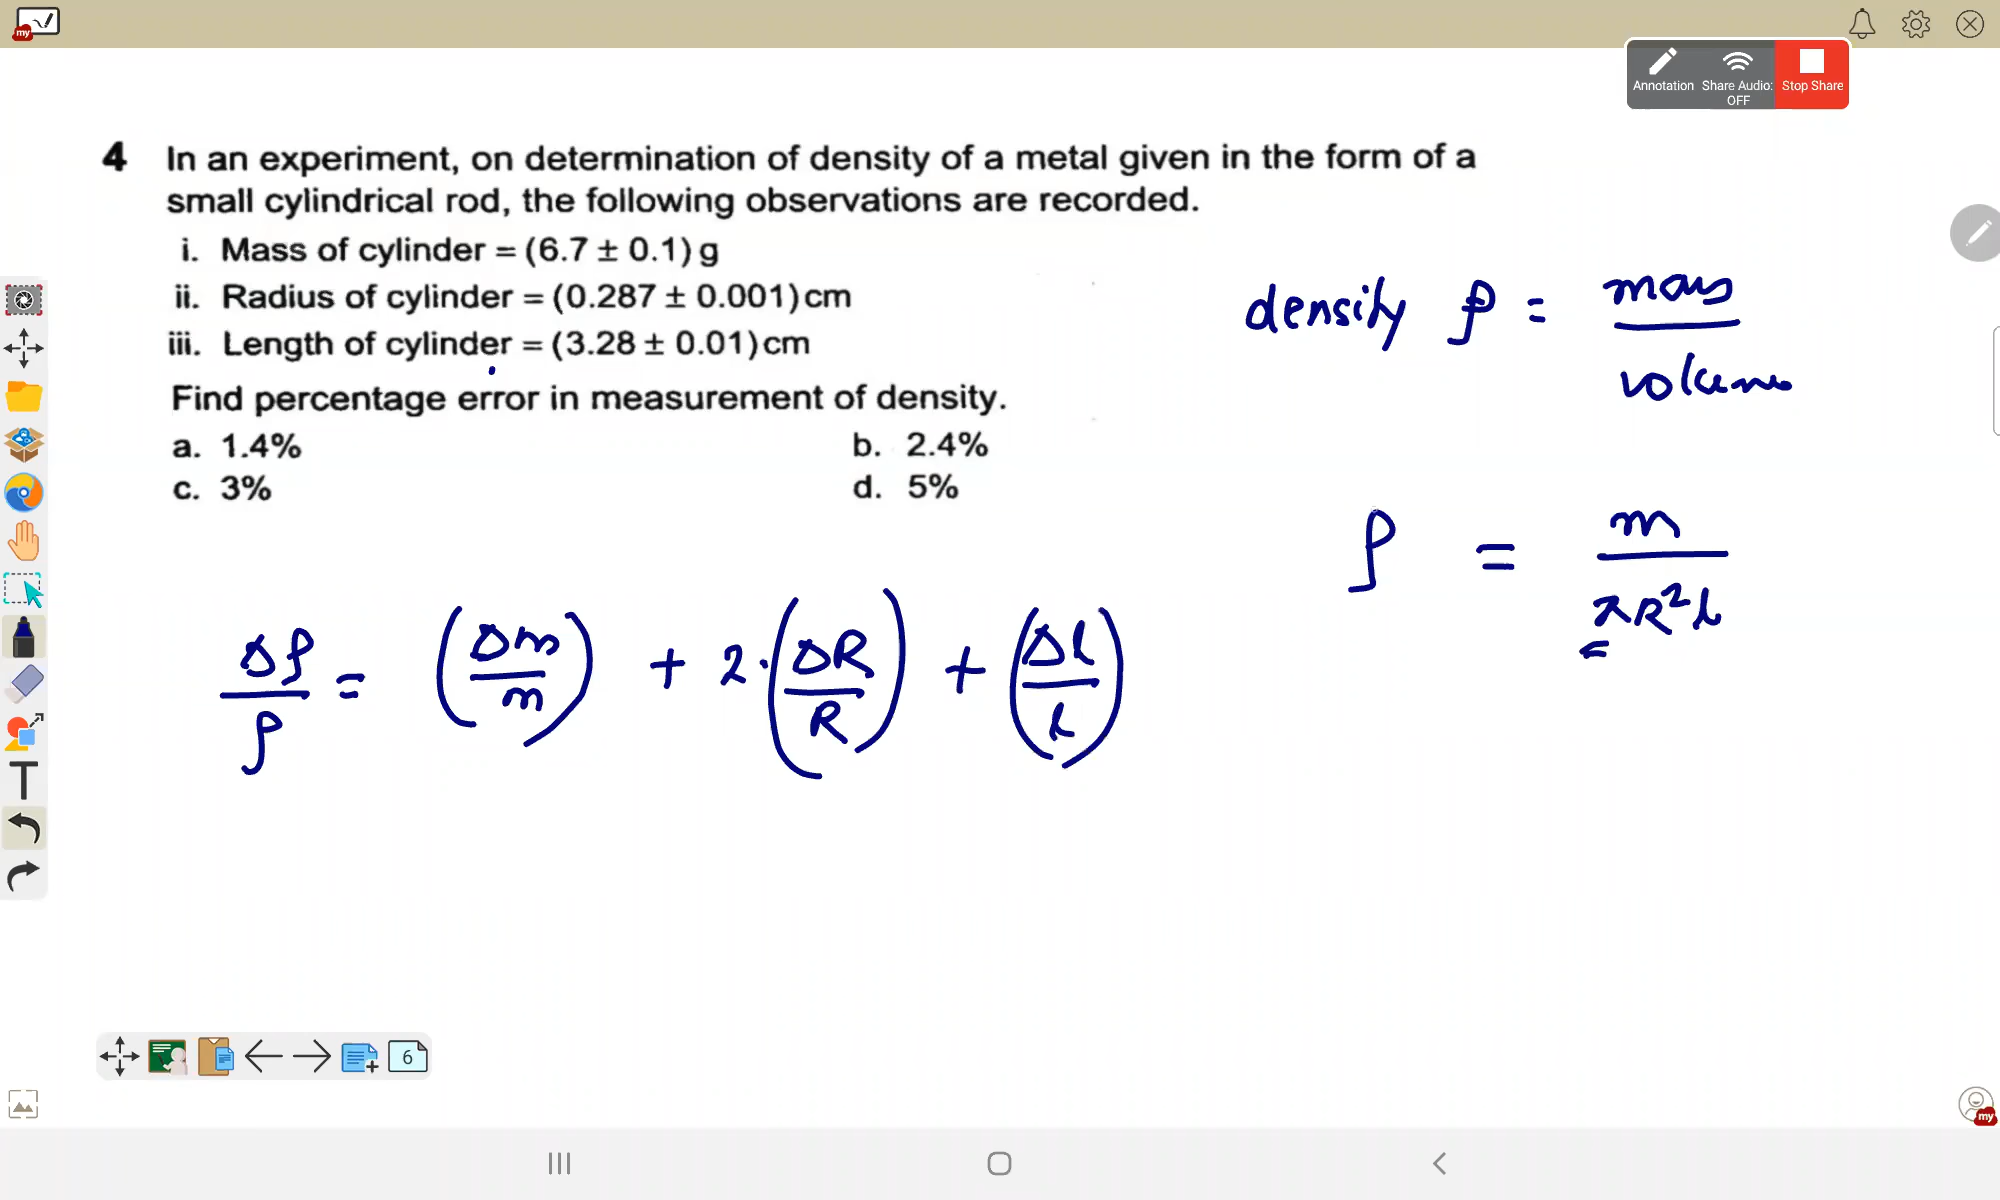 my
Annotation Share Audio: OFF Stop Share
4 In an experiment, on determination of density of a metal given in the form of a
small cylindrical rod, the following observations are recorded.
i. Mass of cylinder = (6.7 ± 0.1) g
ii. Radius of cylinder = (0.287 ± 0.001) cm
iii. Length of cylinder = (3.28 ± 0.01) cm
Find percentage error in measurement of density.
a. 1.4% b. 2.4%
c. 3% d. 5%
density ρ = mass / volume
ρ = m / πR²l
Δρ/ρ = (Δm/m) + 2·(ΔR/R) + (Δl/l)
T
6
my